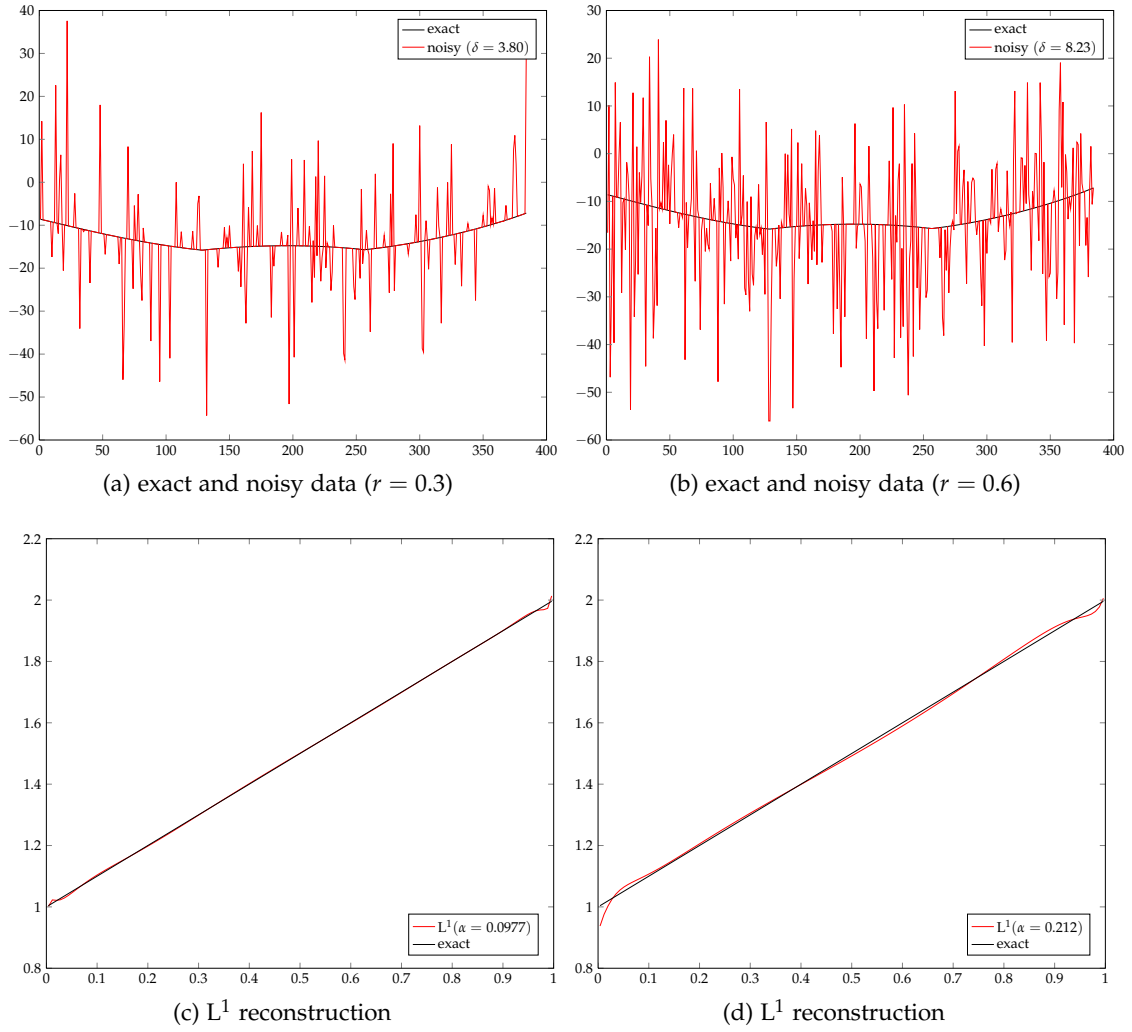 40
30
20
10
0
−10
−20
−30
−40
−50
−60
0 50 100 150 200 250 300 350 400
exact
noisy (δ = 3.80)
(a) exact and noisy data (r = 0.3)
30
20
10
0
−10
−20
−30
−40
−50
−60
0 50 100 150 200 250 300 350 400
exact
noisy (δ = 8.23)
(b) exact and noisy data (r = 0.6)
2.2
2
1.8
1.6
1.4
1.2
1
0.8
0 0.1 0.2 0.3 0.4 0.5 0.6 0.7 0.8 0.9 1
L¹(α = 0.0977)
exact
(c) L¹ reconstruction
2.2
2
1.8
1.6
1.4
1.2
1
0.8
0 0.1 0.2 0.3 0.4 0.5 0.6 0.7 0.8 0.9 1
L¹(α = 0.212)
exact
(d) L¹ reconstruction